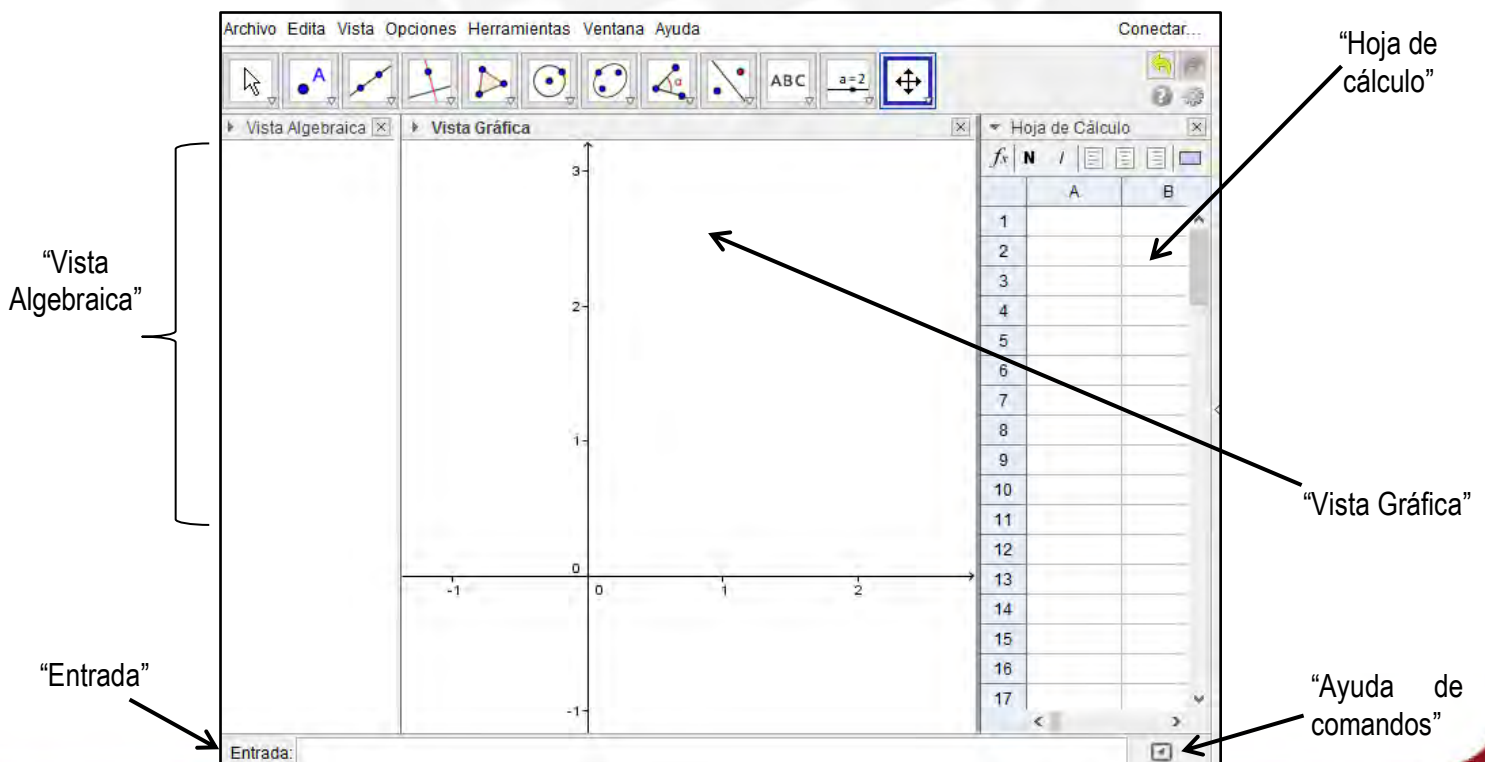 Archivo Edita Vista Opciones Herramientas Ventana Ayuda Conectar...
A α ABC a=2
Vista Algebraica Vista Gráfica Hoja de Cálculo
fx N I
A B
1
2
3
4
5
6
7
8
9
10
11
12
13
14
15
16
17
3
2
1
0
-1 0 1 2
-1
Entrada:
“Hoja de
cálculo”
“Vista
Algebraica”
“Vista Gráfica”
“Entrada”
“Ayuda de
comandos”